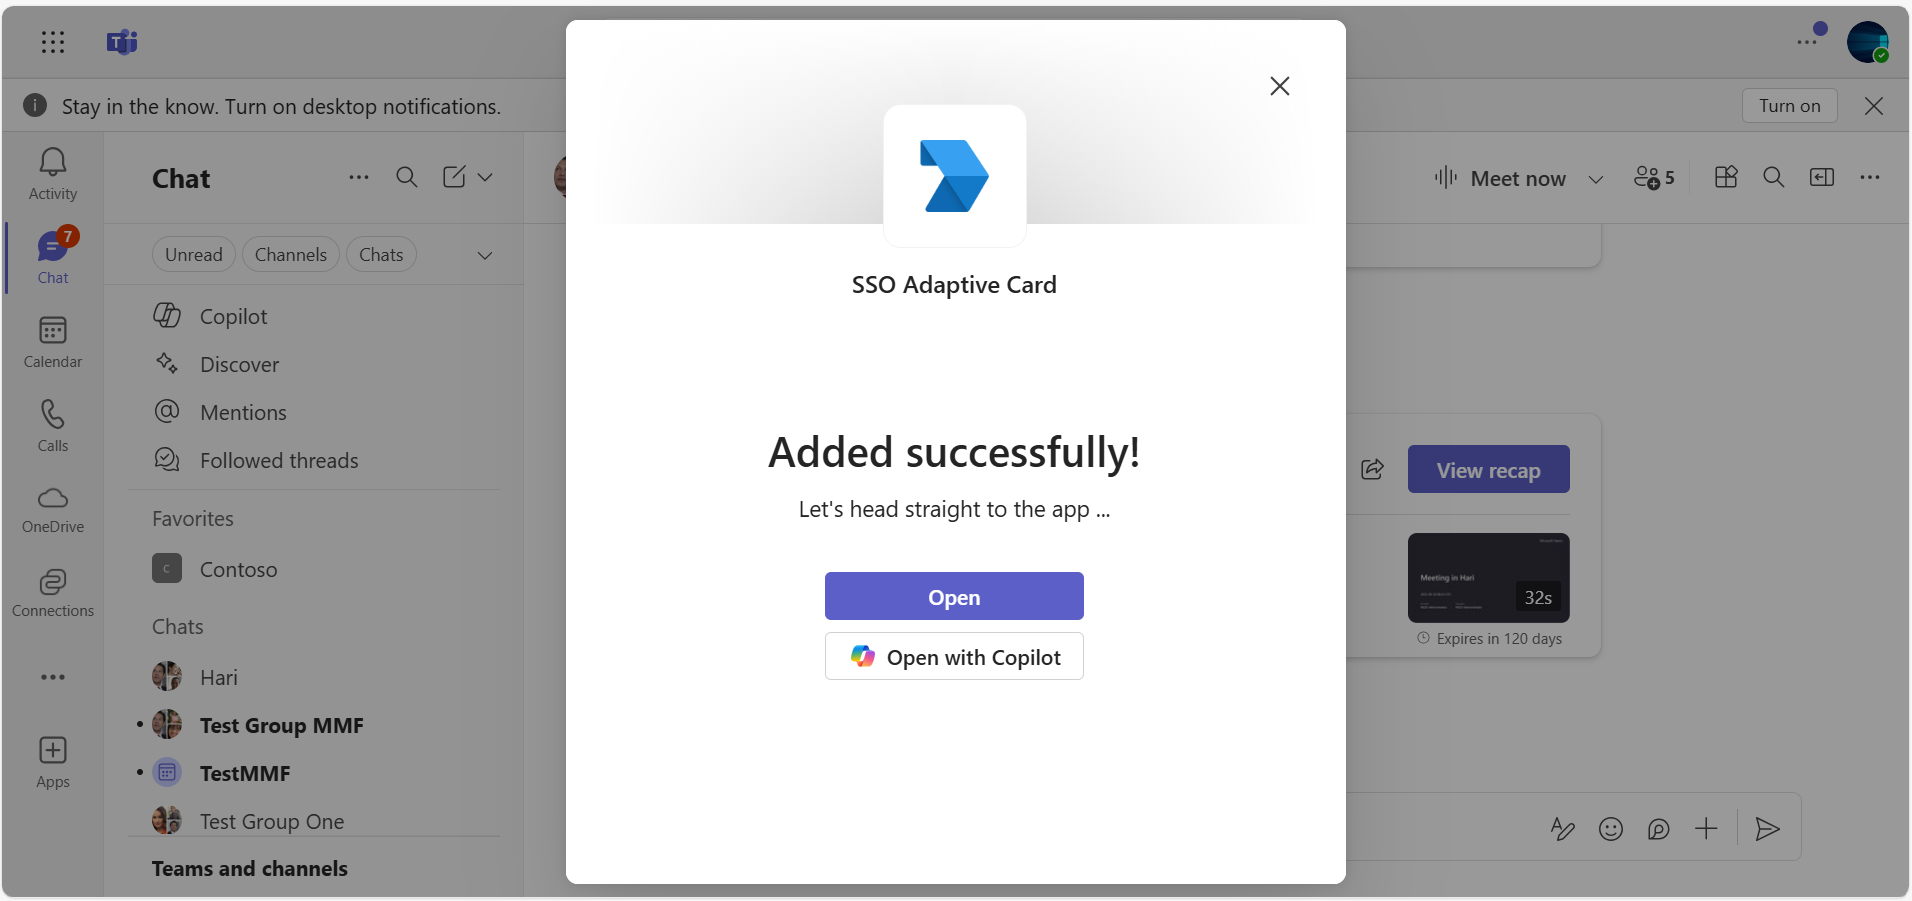 Stay in the know. Turn on desktop notifications.
Turn on
Activity
7
Chat
Calendar
Calls
OneDrive
Connections
Apps
Chat
Unread
Channels
Chats
Copilot
Discover
@ Mentions
Followed threads
Favorites
C
Contoso
Chats
Hari
Test Group MMF
TestMMF
Test Group One
Teams and channels
SSO Adaptive Card
Added successfully!
Let's head straight to the app ...
Open
Open with Copilot
Meet now
5
View recap
Meeting in Hari
32s
Expires in 120 days